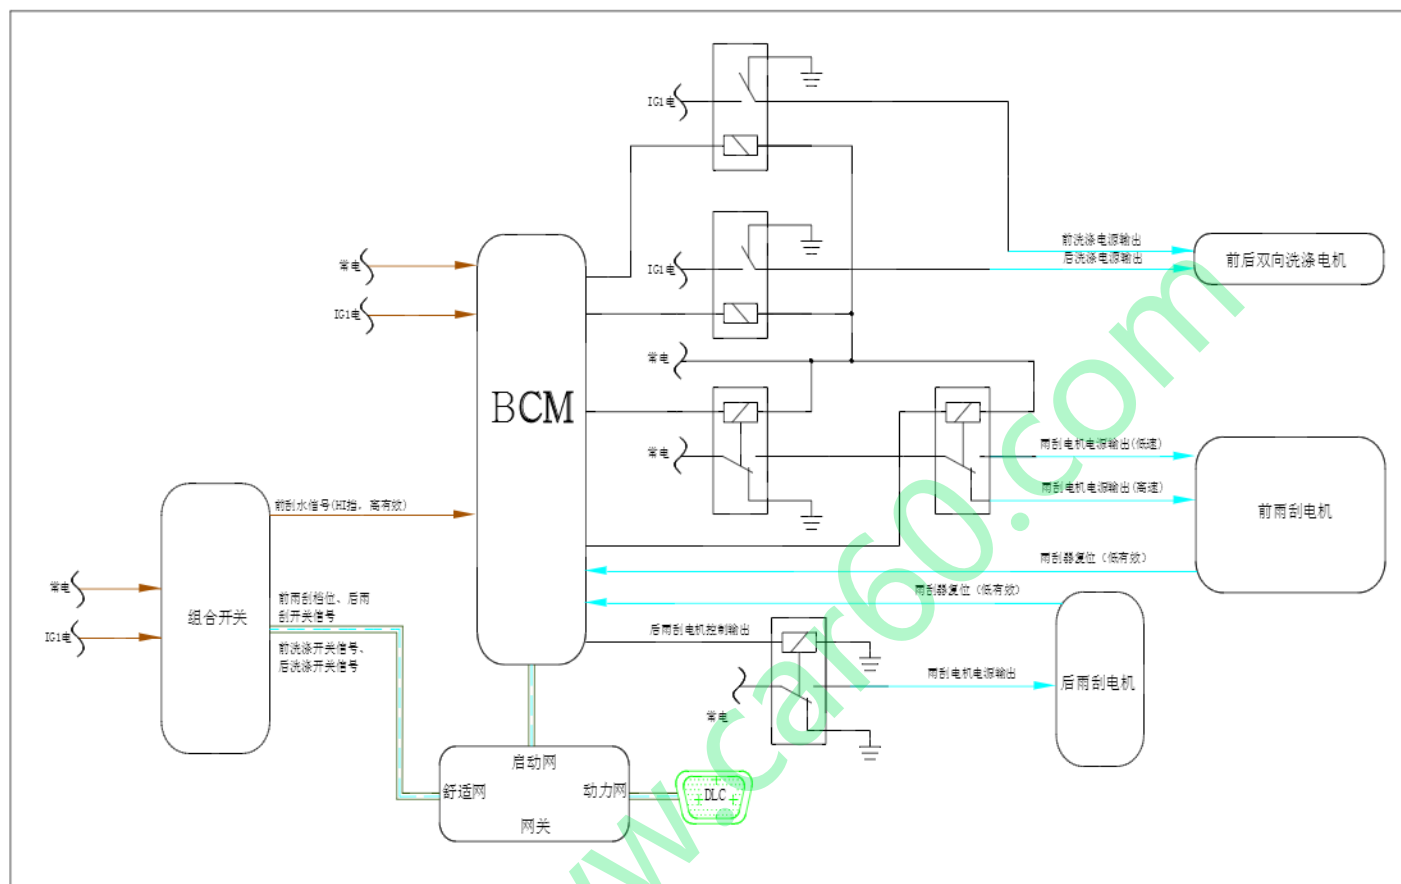 IG1电
前洗涤电源输出
后洗涤电源输出
前后双向洗涤电机
常电
IG1电
IG1电
常电
BCM
常电
雨刮电机电源输出(低速)
雨刮电机电源输出(高速)
前雨刮电机
前刮水信号(HI挡，高有效)
雨刮器复位（低有效）
雨刮器复位（低有效）
常电
IG1电
组合开关
前雨刮档位、后雨
刮开关信号
前洗涤开关信号、
后洗涤开关信号
后雨刮电机控制输出
雨刮电机电源输出
后雨刮电机
常电
启动网
舒适网
动力网
网关
DLC
www.car60.com